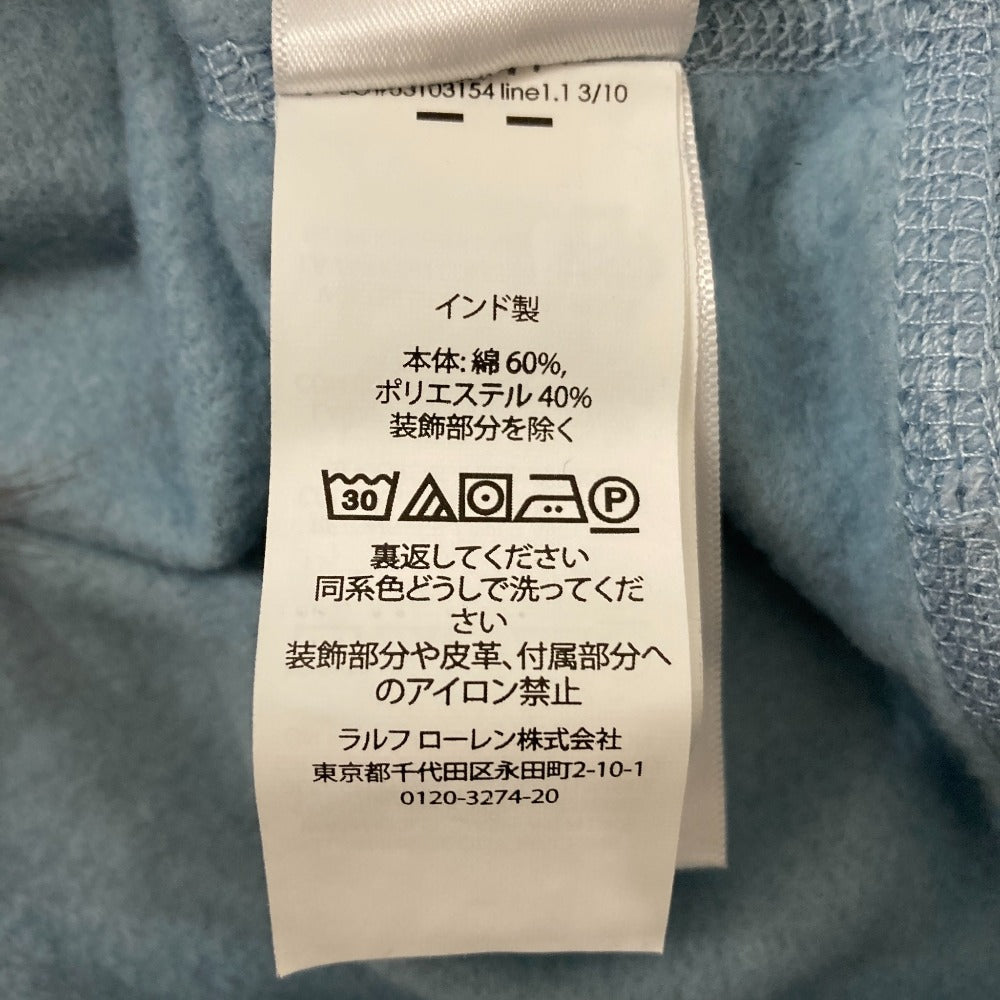 63103154 line1.1 3/10
インド製
本体: 綿 60%,
ポリエステル 40%
装飾部分を除く
30 P
裏返してください
同系色どうしで洗ってくだ
さい
装飾部分や皮革、付属部分へ
のアイロン禁止
ラルフ ローレン株式会社
東京都千代田区永田町2-10-1
0120-3274-20